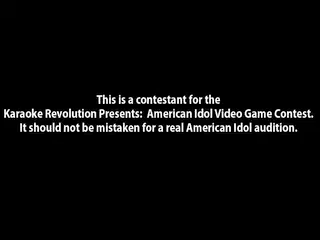 This is a contestant for the
Karaoke Revolution Presents:  American Idol Video Game Contest.
It should not be mistaken for a real American Idol audition.